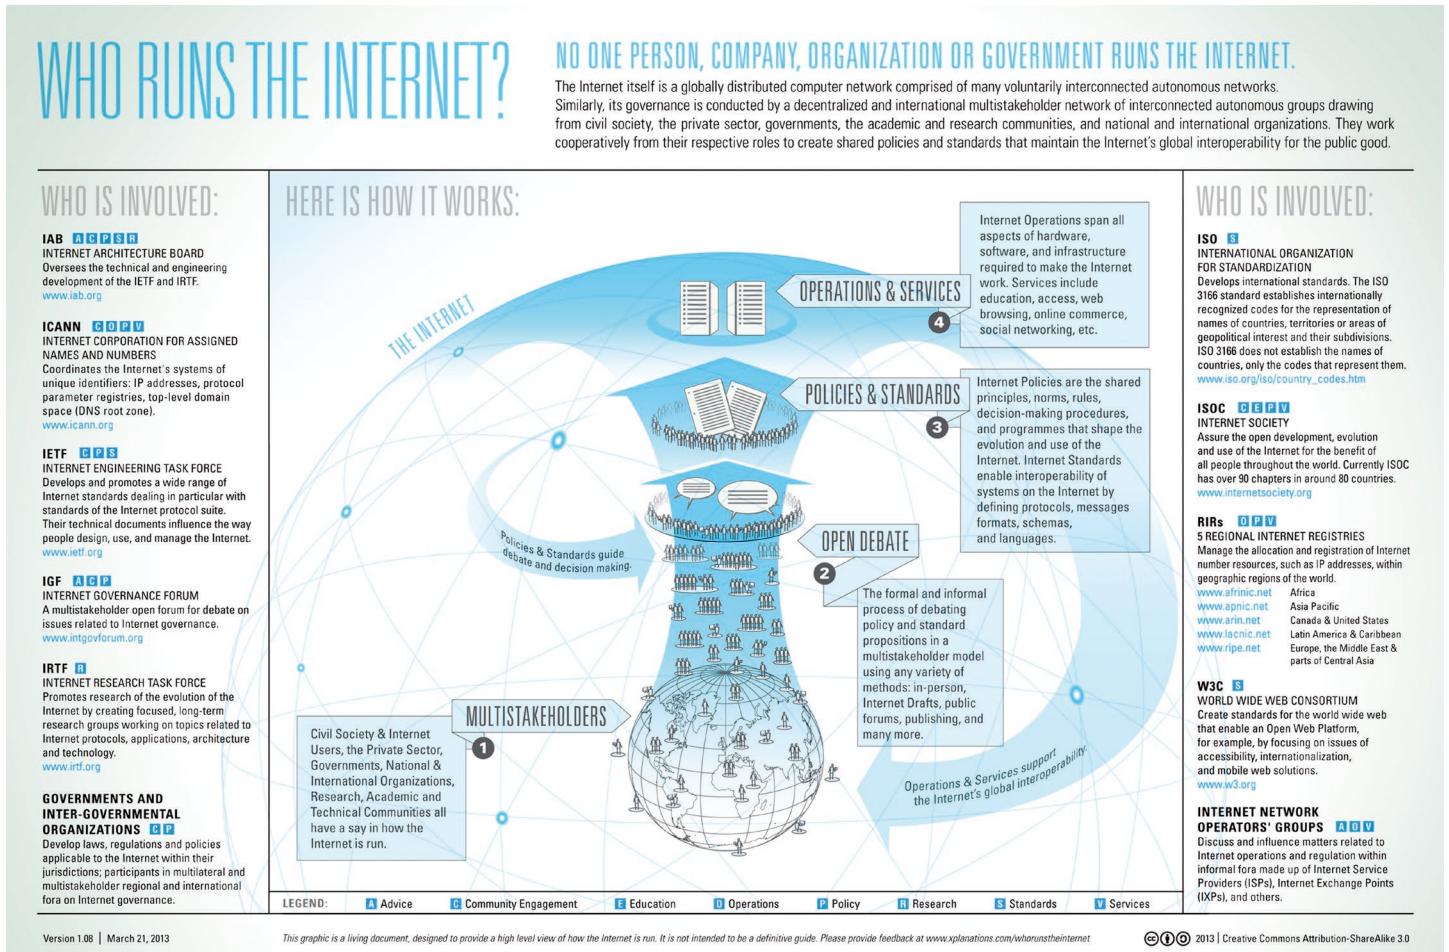 WHO RUNS THE INTERNET?
NO ONE PERSON, COMPANY, ORGANIZATION OR GOVERNMENT RUNS THE INTERNET.
The Internet itself is a globally distributed computer network comprised of many voluntarily interconnected autonomous networks.
Similarly, its governance is conducted by a decentralized and international multistakeholder network of interconnected autonomous groups drawing
from civil society, the private sector, governments, the academic and research communities, and national and international organizations. They work
cooperatively from their respective roles to create shared policies and standards that maintain the Internet's global interoperability for the public good.
WHO IS INVOLVED:
IAB A C P S R
INTERNET ARCHITECTURE BOARD
Oversees the technical and engineering
development of the IETF and IRTF.
www.iab.org
ICANN C O P V
INTERNET CORPORATION FOR ASSIGNED
NAMES AND NUMBERS
Coordinates the Internet's systems of
unique identifiers: IP addresses, protocol
parameter registries, top-level domain
space (DNS root zone).
www.icann.org
IETF C P S
INTERNET ENGINEERING TASK FORCE
Develops and promotes a wide range of
Internet standards dealing in particular with
standards of the Internet protocol suite.
Their technical documents influence the way
people design, use, and manage the Internet.
www.ietf.org
IGF A C P
INTERNET GOVERNANCE FORUM
A multistakeholder open forum for debate on
issues related to Internet governance.
www.intgovforum.org
IRTF R
INTERNET RESEARCH TASK FORCE
Promotes research of the evolution of the
Internet by creating focused, long-term
research groups working on topics related to
Internet protocols, applications, architecture
and technology.
www.irtf.org
GOVERNMENTS AND
INTER-GOVERNMENTAL
ORGANIZATIONS C P
Develop laws, regulations and policies
applicable to the Internet within their
jurisdictions; participants in multilateral and
multistakeholder regional and international
fora on Internet governance.
HERE IS HOW IT WORKS:
THE INTERNET
OPERATIONS & SERVICES
4
Internet Operations span all
aspects of hardware,
software, and infrastructure
required to make the Internet
work. Services include
education, access, web
browsing, online commerce,
social networking, etc.
POLICIES & STANDARDS
3
Internet Policies are the shared
principles, norms, rules,
decision-making procedures,
and programmes that shape the
evolution and use of the
Internet. Internet Standards
enable interoperability of
systems on the Internet by
defining protocols, messages
formats, schemas,
and languages.
Policies & Standards guide
debate and decision making.
OPEN DEBATE
2
The formal and informal
process of debating
policy and standard
propositions in a
multistakeholder model
using any variety of
methods: in-person,
Internet Drafts, public
forums, publishing, and
many more.
MULTISTAKEHOLDERS
1
Civil Society & Internet
Users, the Private Sector,
Governments, National &
International Organizations,
Research, Academic and
Technical Communities all
have a say in how the
Internet is run.
Operations & Services support
the Internet's global interoperability.
LEGEND: A Advice C Community Engagement E Education O Operations P Policy R Research S Standards V Services
WHO IS INVOLVED:
ISO S
INTERNATIONAL ORGANIZATION
FOR STANDARDIZATION
Develops international standards. The ISO
3166 standard establishes internationally
recognized codes for the representation of
names of countries, territories or areas of
geopolitical interest and their subdivisions.
ISO 3166 does not establish the names of
countries, only the codes that represent them.
www.iso.org/iso/country_codes.htm
ISOC C E P V
INTERNET SOCIETY
Assure the open development, evolution
and use of the Internet for the benefit of
all people throughout the world. Currently ISOC
has over 90 chapters in around 80 countries.
www.internetsociety.org
RIRs O P V
5 REGIONAL INTERNET REGISTRIES
Manage the allocation and registration of Internet
number resources, such as IP addresses, within
geographic regions of the world.
www.afrinic.net Africa
www.apnic.net Asia Pacific
www.arin.net Canada & United States
www.lacnic.net Latin America & Caribbean
www.ripe.net Europe, the Middle East &
parts of Central Asia
W3C S
WORLD WIDE WEB CONSORTIUM
Create standards for the world wide web
that enable an Open Web Platform,
for example, by focusing on issues of
accessibility, internationalization,
and mobile web solutions.
www.w3.org
INTERNET NETWORK
OPERATORS' GROUPS A O V
Discuss and influence matters related to
Internet operations and regulation within
informal fora made up of Internet Service
Providers (ISPs), Internet Exchange Points
(IXPs), and others.
Version 1.08 | March 21, 2013
This graphic is a living document, designed to provide a high level view of how the Internet is run. It is not intended to be a definitive guide. Please provide feedback at www.xplanations.com/whorunstheinternet
cc 2013 | Creative Commons Attribution-ShareAlike 3.0